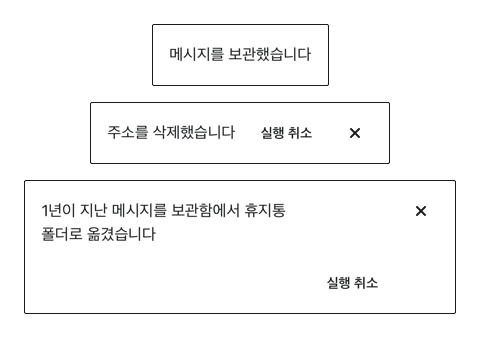 메시지를 보관했습니다
주소를 삭제했습니다 실행 취소
1년이 지난 메시지를 보관함에서 휴지통
폴더로 옮겼습니다
실행 취소